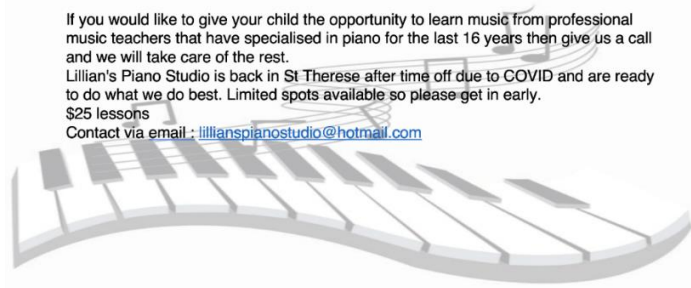 If you would like to give your child the opportunity to learn music from professional
music teachers that have specialised in piano for the last 16 years then give us a call
and we will take care of the rest.
Lillian's Piano Studio is back in St Therese after time off due to COVID and are ready
to do what we do best. Limited spots available so please get in early.
$25 lessons
Contact via email : lillianspianostudio@hotmail.com